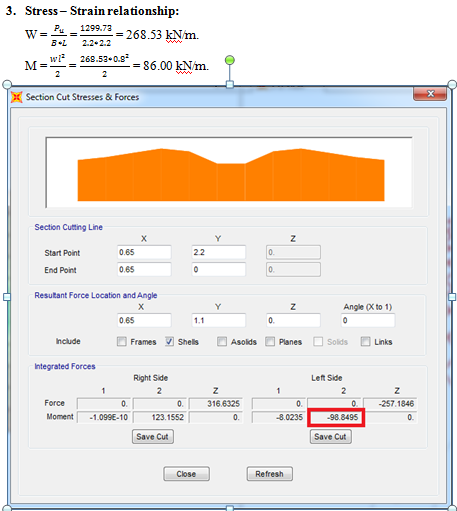 3. Stress – Strain relationship:
W= Pu / B*L = 1299.73 / 2.2*2.2 = 268.53 kN/m.
M= wl² / 2 = 268.53*0.8² / 2 = 86.00 kN/m.
Section Cut Stresses & Forces
Section Cutting Line
X Y Z
Start Point 0.65 2.2 0.
End Point 0.65 0 0.
Resultant Force Location and Angle
X Y Z Angle (X to 1)
0.65 1.1 0. 0
Include Frames Shells Asolids Planes Solids Links
Integrated Forces
Right Side Left Side
1 2 Z 1 2 Z
Force 0. 0. 316.6325 0. 0. -257.1846
Moment -1.099E-10 123.1552 0. -8.0235 -98.8495 0.
Save Cut Save Cut
Close Refresh